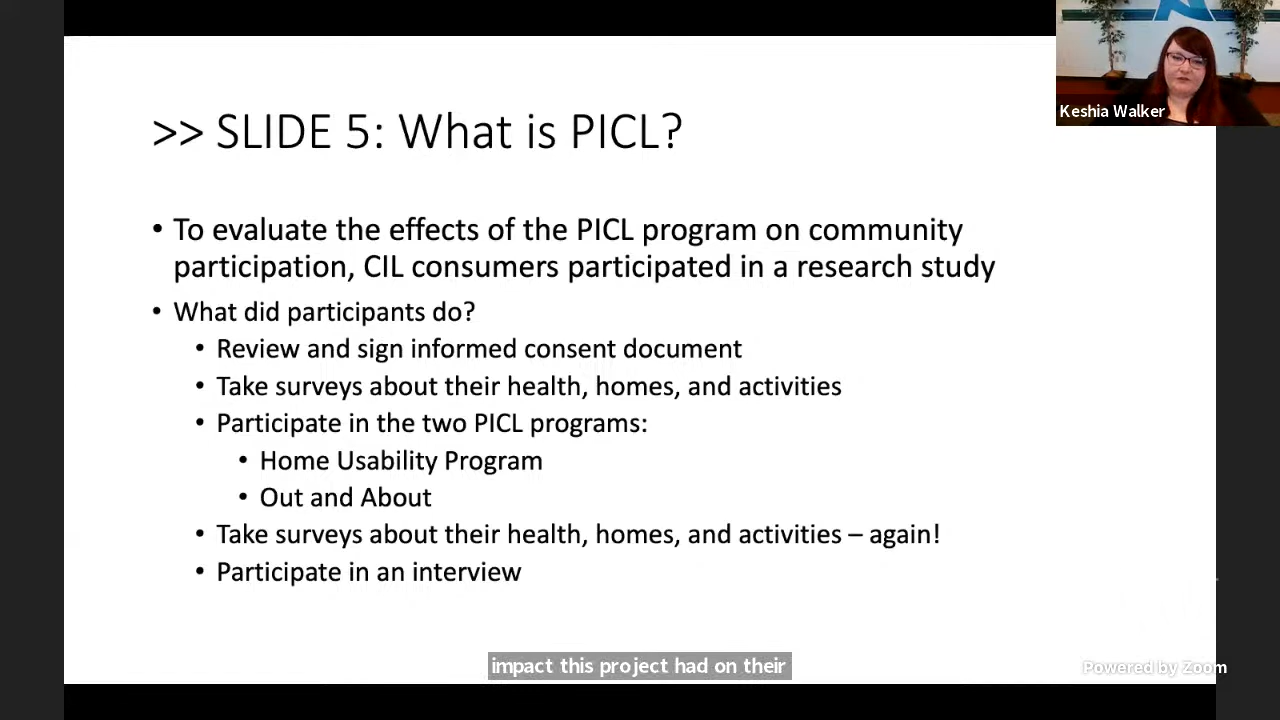 Keshia Walker
>> SLIDE 5: What is PICL?
• To evaluate the effects of the PICL program on community
participation, CIL consumers participated in a research study
• What did participants do?
• Review and sign informed consent document
• Take surveys about their health, homes, and activities
• Participate in the two PICL programs:
• Home Usability Program
• Out and About
• Take surveys about their health, homes, and activities – again!
• Participate in an interview
impact this project had on their
Powered by Zoom